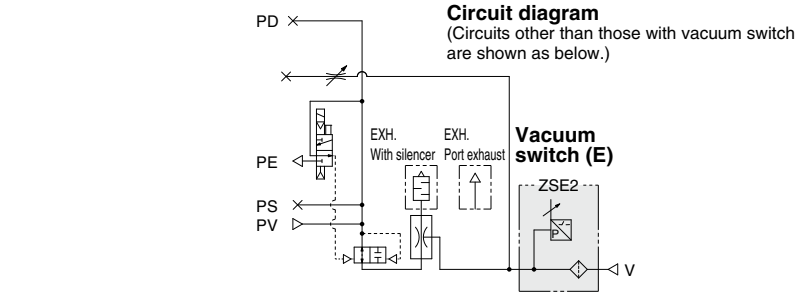 Circuit diagram
(Circuits other than those with vacuum switch
are shown as below.)
PD
EXH.
With silencer
EXH.
Port exhaust
Vacuum
switch (E)
PE
ZSE2
PS
PV
P
V